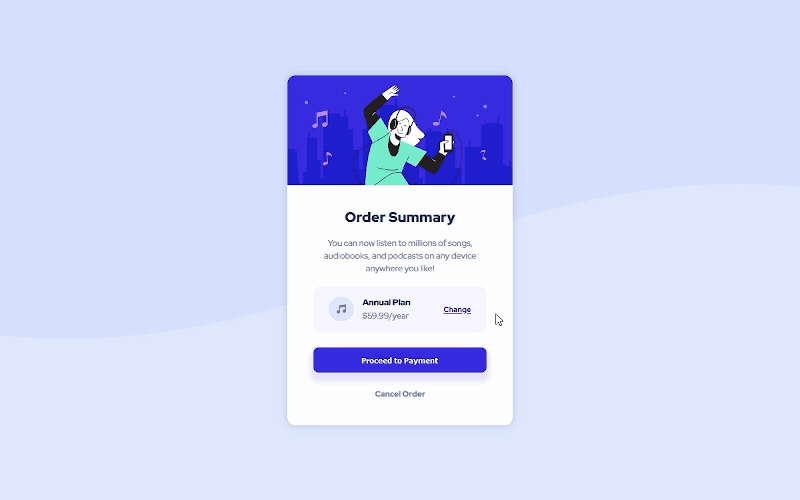 Order Summary
You can now listen to millions of songs,
audiobooks, and podcasts on any device
anywhere you like!
Annual Plan
$59.99/year
Change
Proceed to Payment
Cancel Order